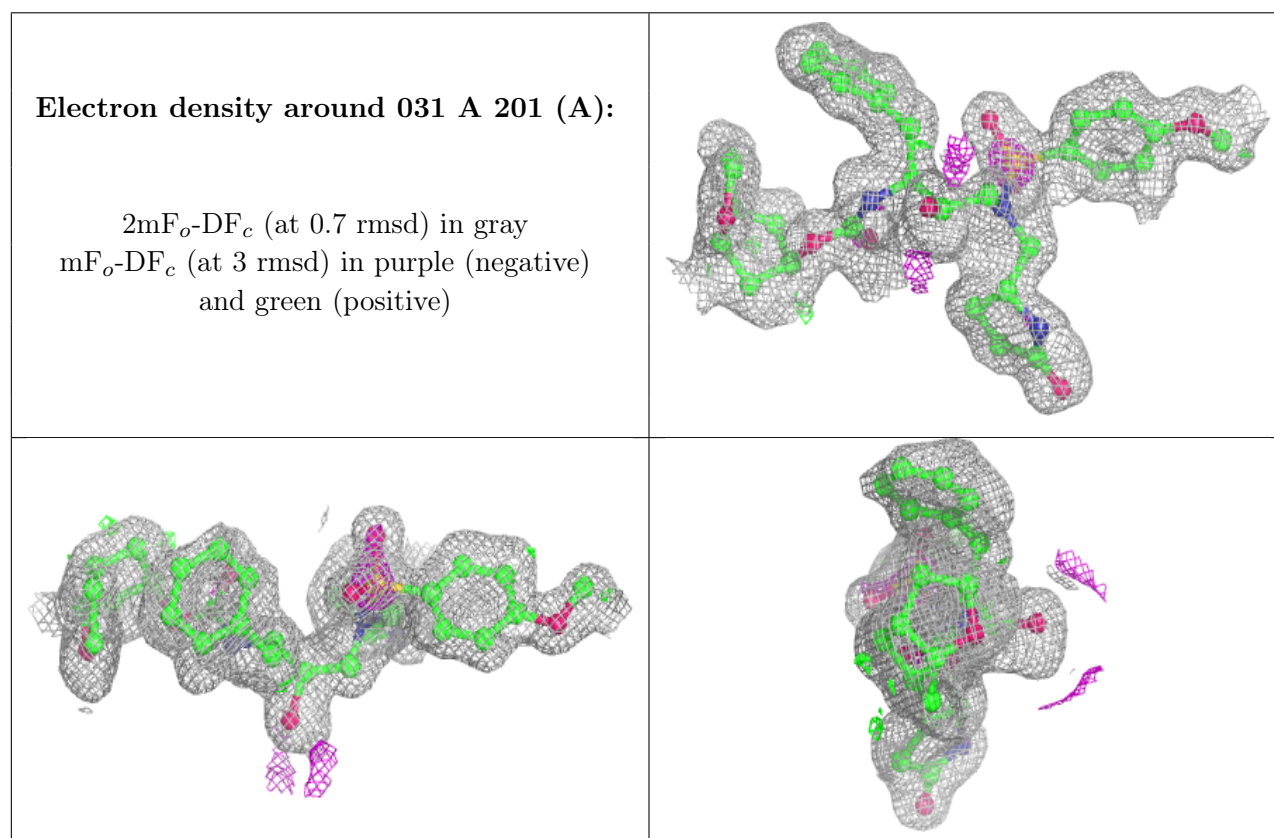 Electron density around 031 A 201 (A):
2mFₒ-DF𝒸 (at 0.7 rmsd) in gray
mFₒ-DF𝒸 (at 3 rmsd) in purple (negative)
and green (positive)